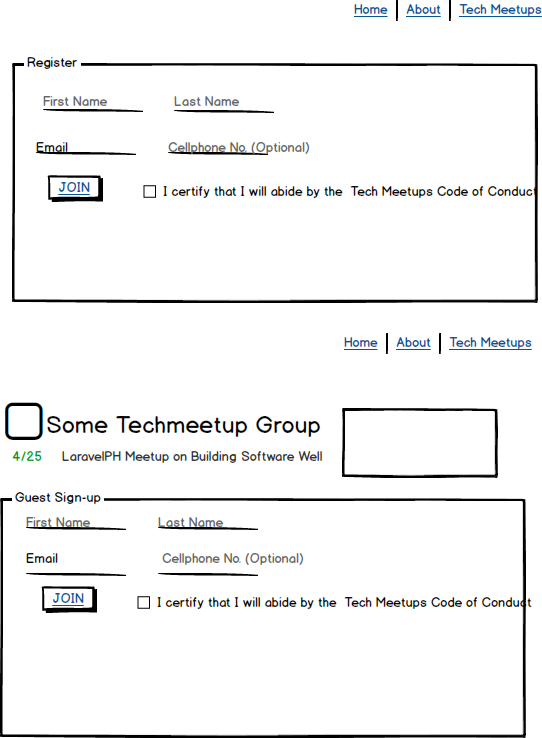 Home About Tech Meetups
Register
First Name Last Name
Email Cellphone No. (Optional)
JOIN I certify that I will abide by the Tech Meetups Code of Conduct
Home About Tech Meetups
Some Techmeetup Group
4/25 LaravelPH Meetup on Building Software Well
Guest Sign-up
First Name Last Name
Email Cellphone No. (Optional)
JOIN I certify that I will abide by the Tech Meetups Code of Conduct